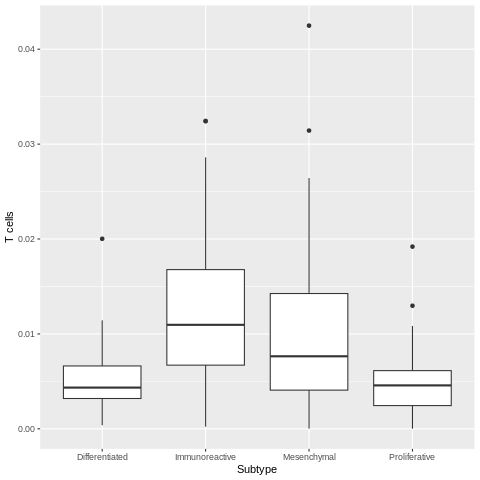 T cells
0.04
0.03
0.02
0.01
0.00
Differentiated Immunoreactive Mesenchymal Proliferative
Subtype